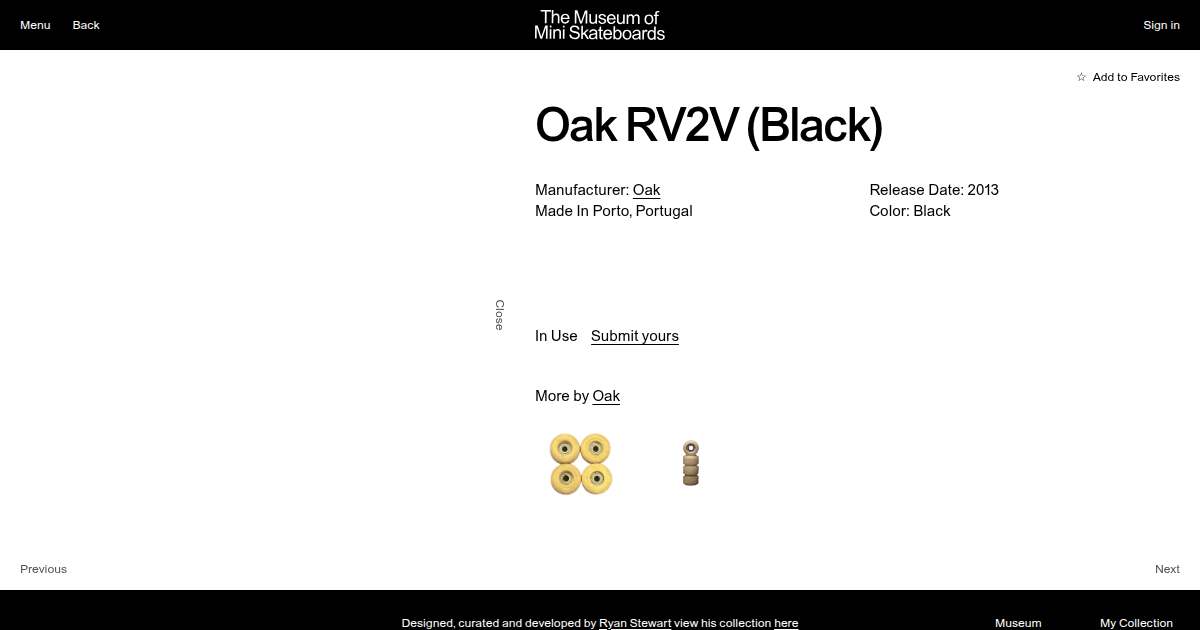 Menu
Back
The Museum of
Mini Skateboards
Sign in
☆ Add to Favorites
Oak RV2V (Black)
Manufacturer: Oak
Made In Porto, Portugal
Release Date: 2013
Color: Black
Close
In Use
Submit yours
More by Oak
Previous
Next
Designed, curated and developed by Ryan Stewart view his collection here
Museum
My Collection